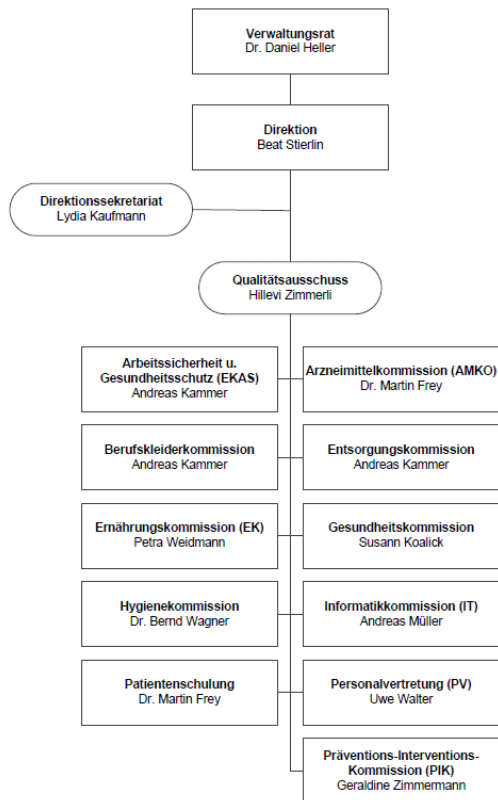 Verwaltungsrat
Dr. Daniel Heller
Direktion
Beat Stierlin
Direktionssekretariat
Lydia Kaufmann
Qualitätsausschuss
Hillevi Zimmerli
Arbeitssicherheit u.
Gesundheitsschutz (EKAS)
Andreas Kammer
Arzneimittelkommission (AMKO)
Dr. Martin Frey
Berufskleiderkommission
Andreas Kammer
Entsorgungskommission
Andreas Kammer
Ernährungskommission (EK)
Petra Weidmann
Gesundheitskommission
Susann Koalick
Hygienekommission
Dr. Bernd Wagner
Informatikkommission (IT)
Andreas Müller
Patientenschulung
Dr. Martin Frey
Personalvertretung (PV)
Uwe Walter
Präventions-Interventions-
Kommission (PIK)
Geraldine Zimmermann